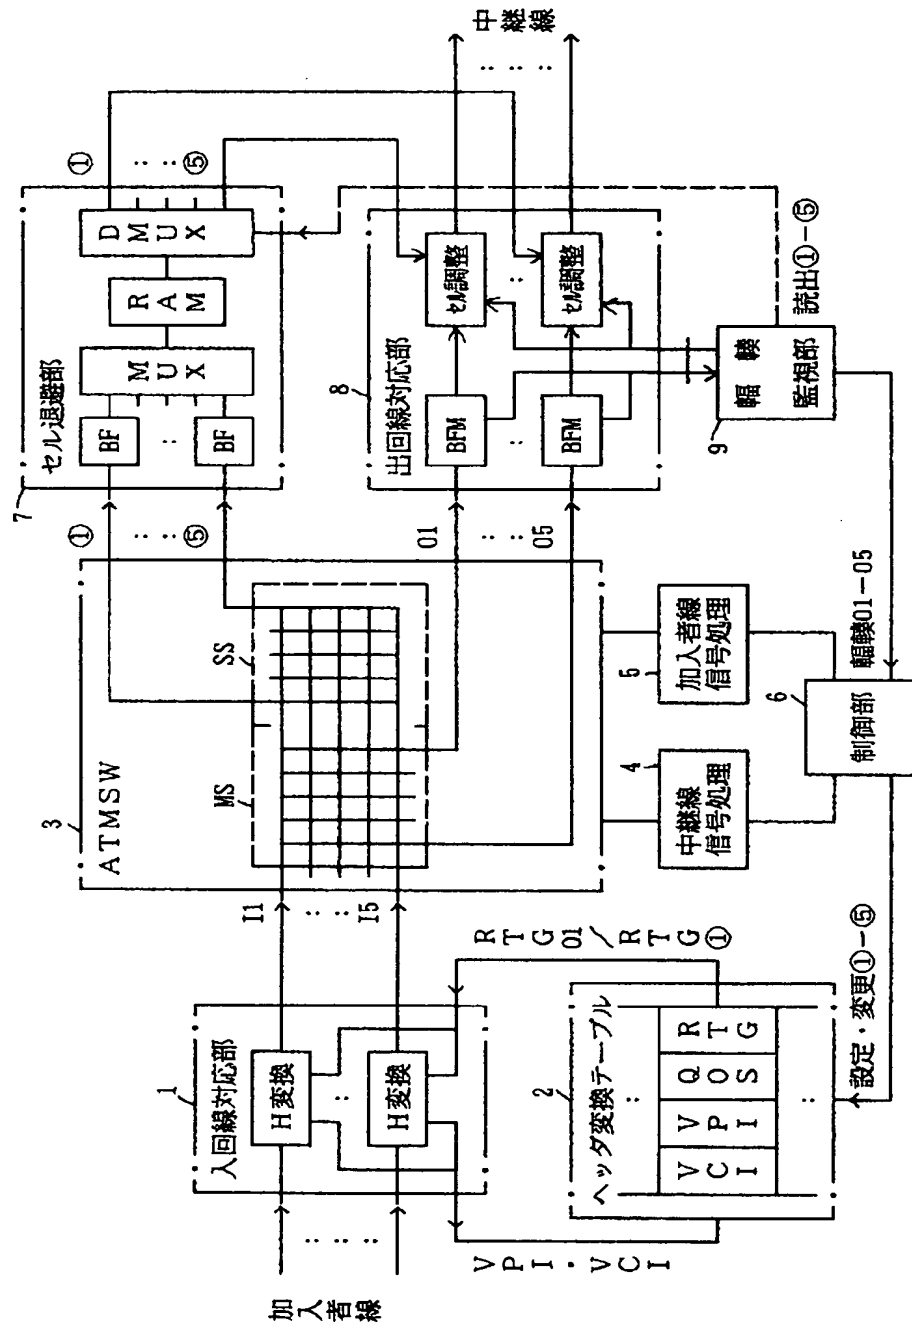 加入者線
入回線対応部
1
H変換
H変換
VPI・VCI
RTG01/RTG①
ヘッダ変換テーブル
2
VCI
VPI
QOS
RTG
設定・変更①-⑤
I1
I5
3
ATMSW
MS
SS
①
⑤
01
05
4
中継線
信号処理
5
加入者線
信号処理
6
制御部
輻輳01-05
7
セル退避部
BF
BF
MUX
RAM
DMUX
①
⑤
8
出回線対応部
BFM
BFM
セル調整
セル調整
9
輻輳
監視部
読出①-⑤
中継線